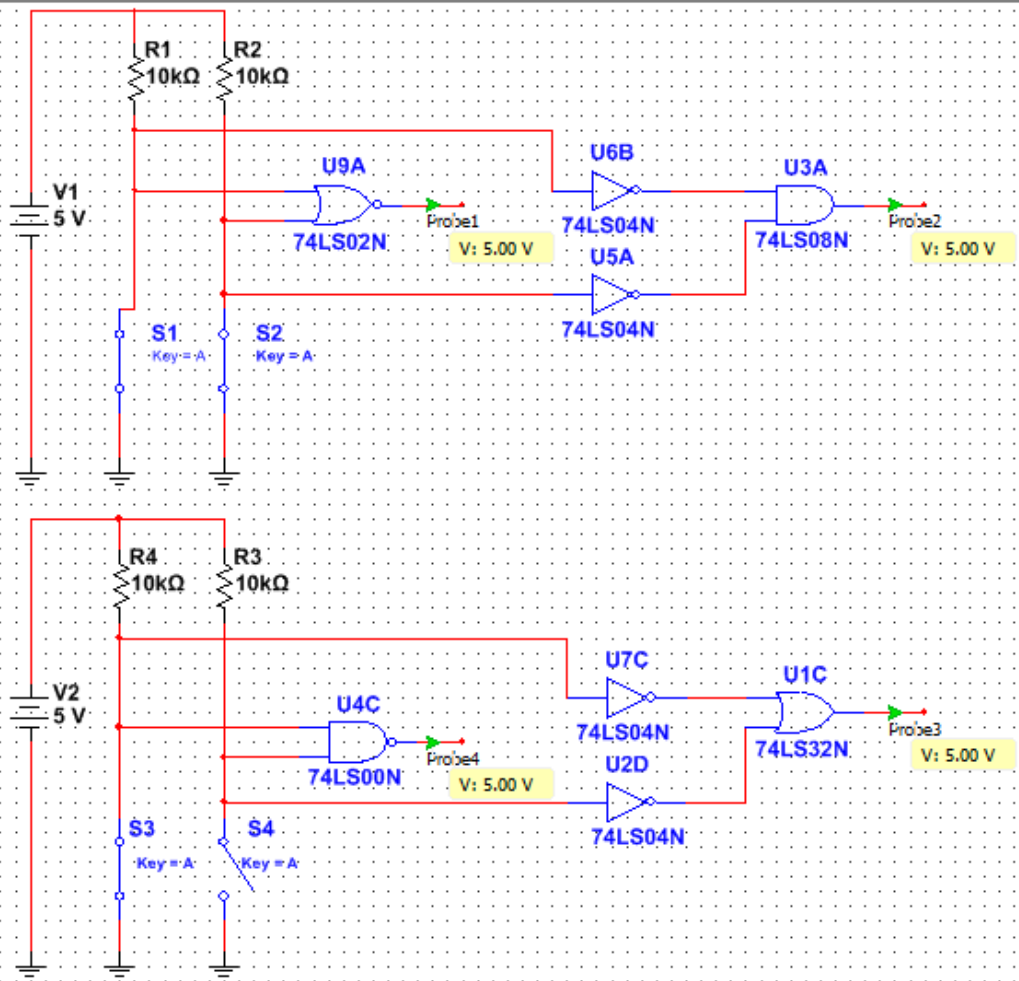 R1
10kΩ
R2
10kΩ
U6B
74LS04N
U3A
74LS08N
U9A
74LS02N
V1
5 V
Probe1
V: 5.00 V
Probe2
V: 5.00 V
U5A
74LS04N
S1
Key = A
S2
Key = A
R4
10kΩ
R3
10kΩ
U7C
74LS04N
U1C
74LS32N
V2
5 V
U4C
74LS00N
Probe4
V: 5.00 V
Probe3
V: 5.00 V
U2D
74LS04N
S3
Key = A
S4
Key = A